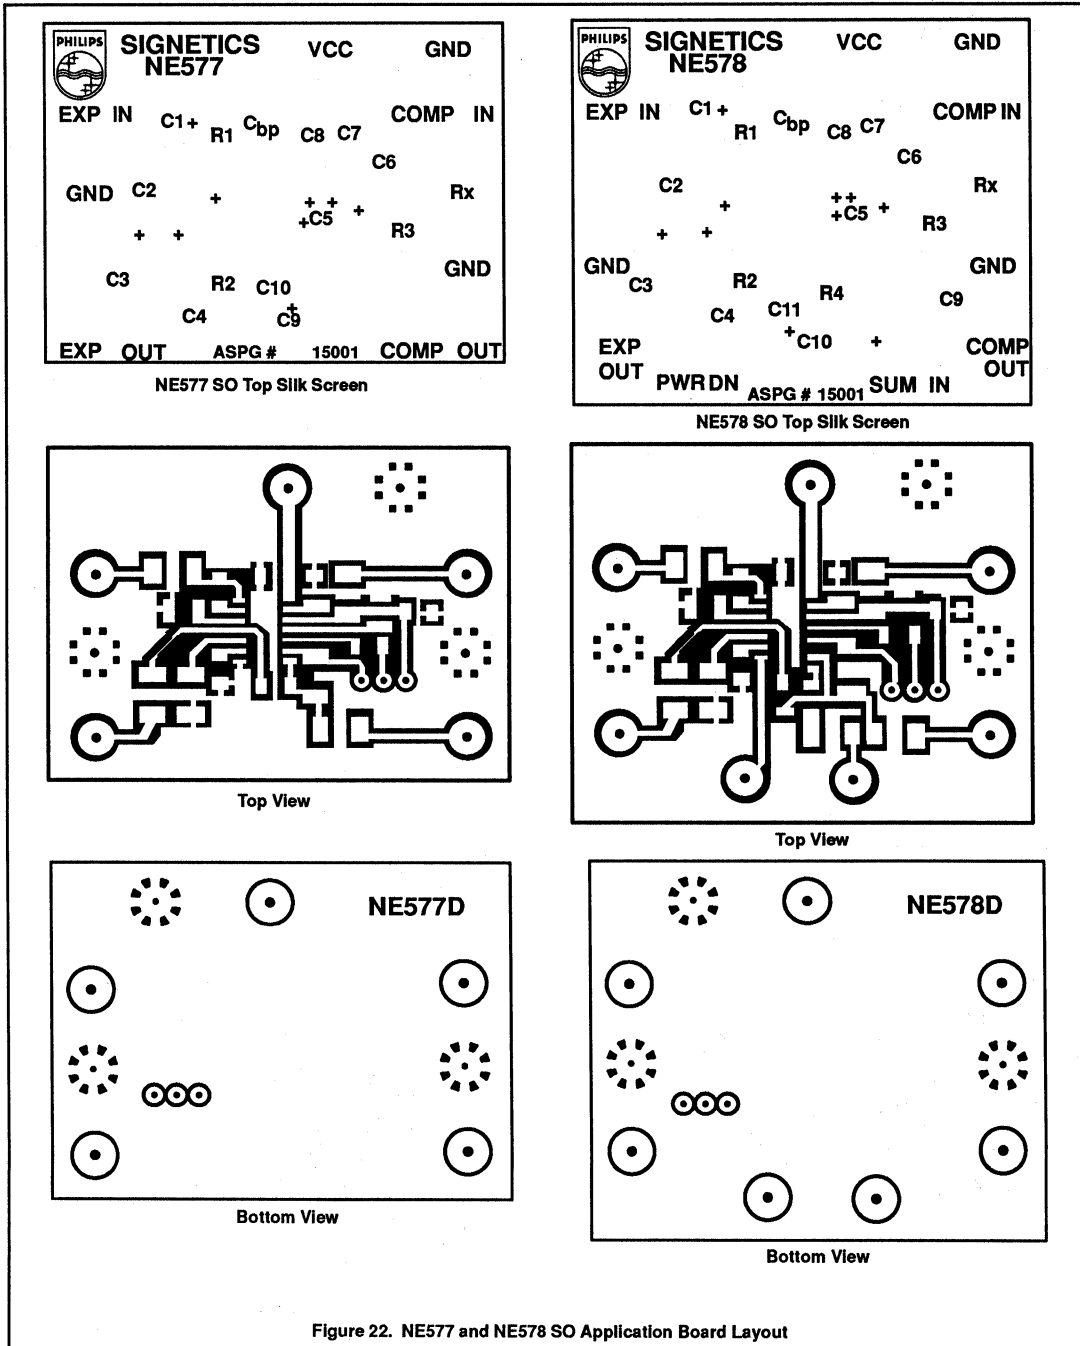 PHILIPS
SIGNETICS
NE577
VCC
GND
EXP IN
C1+
R1
Cbp
C8
C7
COMP IN
C6
GND
C2
Rx
+
+ +
+C5
+
R3
+ +
GND
C3
R2
C10
C4
+
C9
EXP OUT
ASPG # 15001
COMP OUT
NE577 SO Top Silk Screen
PHILIPS
SIGNETICS
NE578
VCC
GND
EXP IN
C1+
R1
Cbp
C8
C7
COMP IN
C6
C2
Rx
+
+ +
+C5
+
R3
+ +
GND
GND
C3
R2
R4
C9
C4
C11
+
C10
+
EXP
OUT
COMP
OUT
PWR DN
ASPG # 15001
SUM IN
NE578 SO Top Silk Screen
Top View
Top View
NE577D
NE578D
Bottom View
Bottom View
Figure 22. NE577 and NE578 SO Application Board Layout